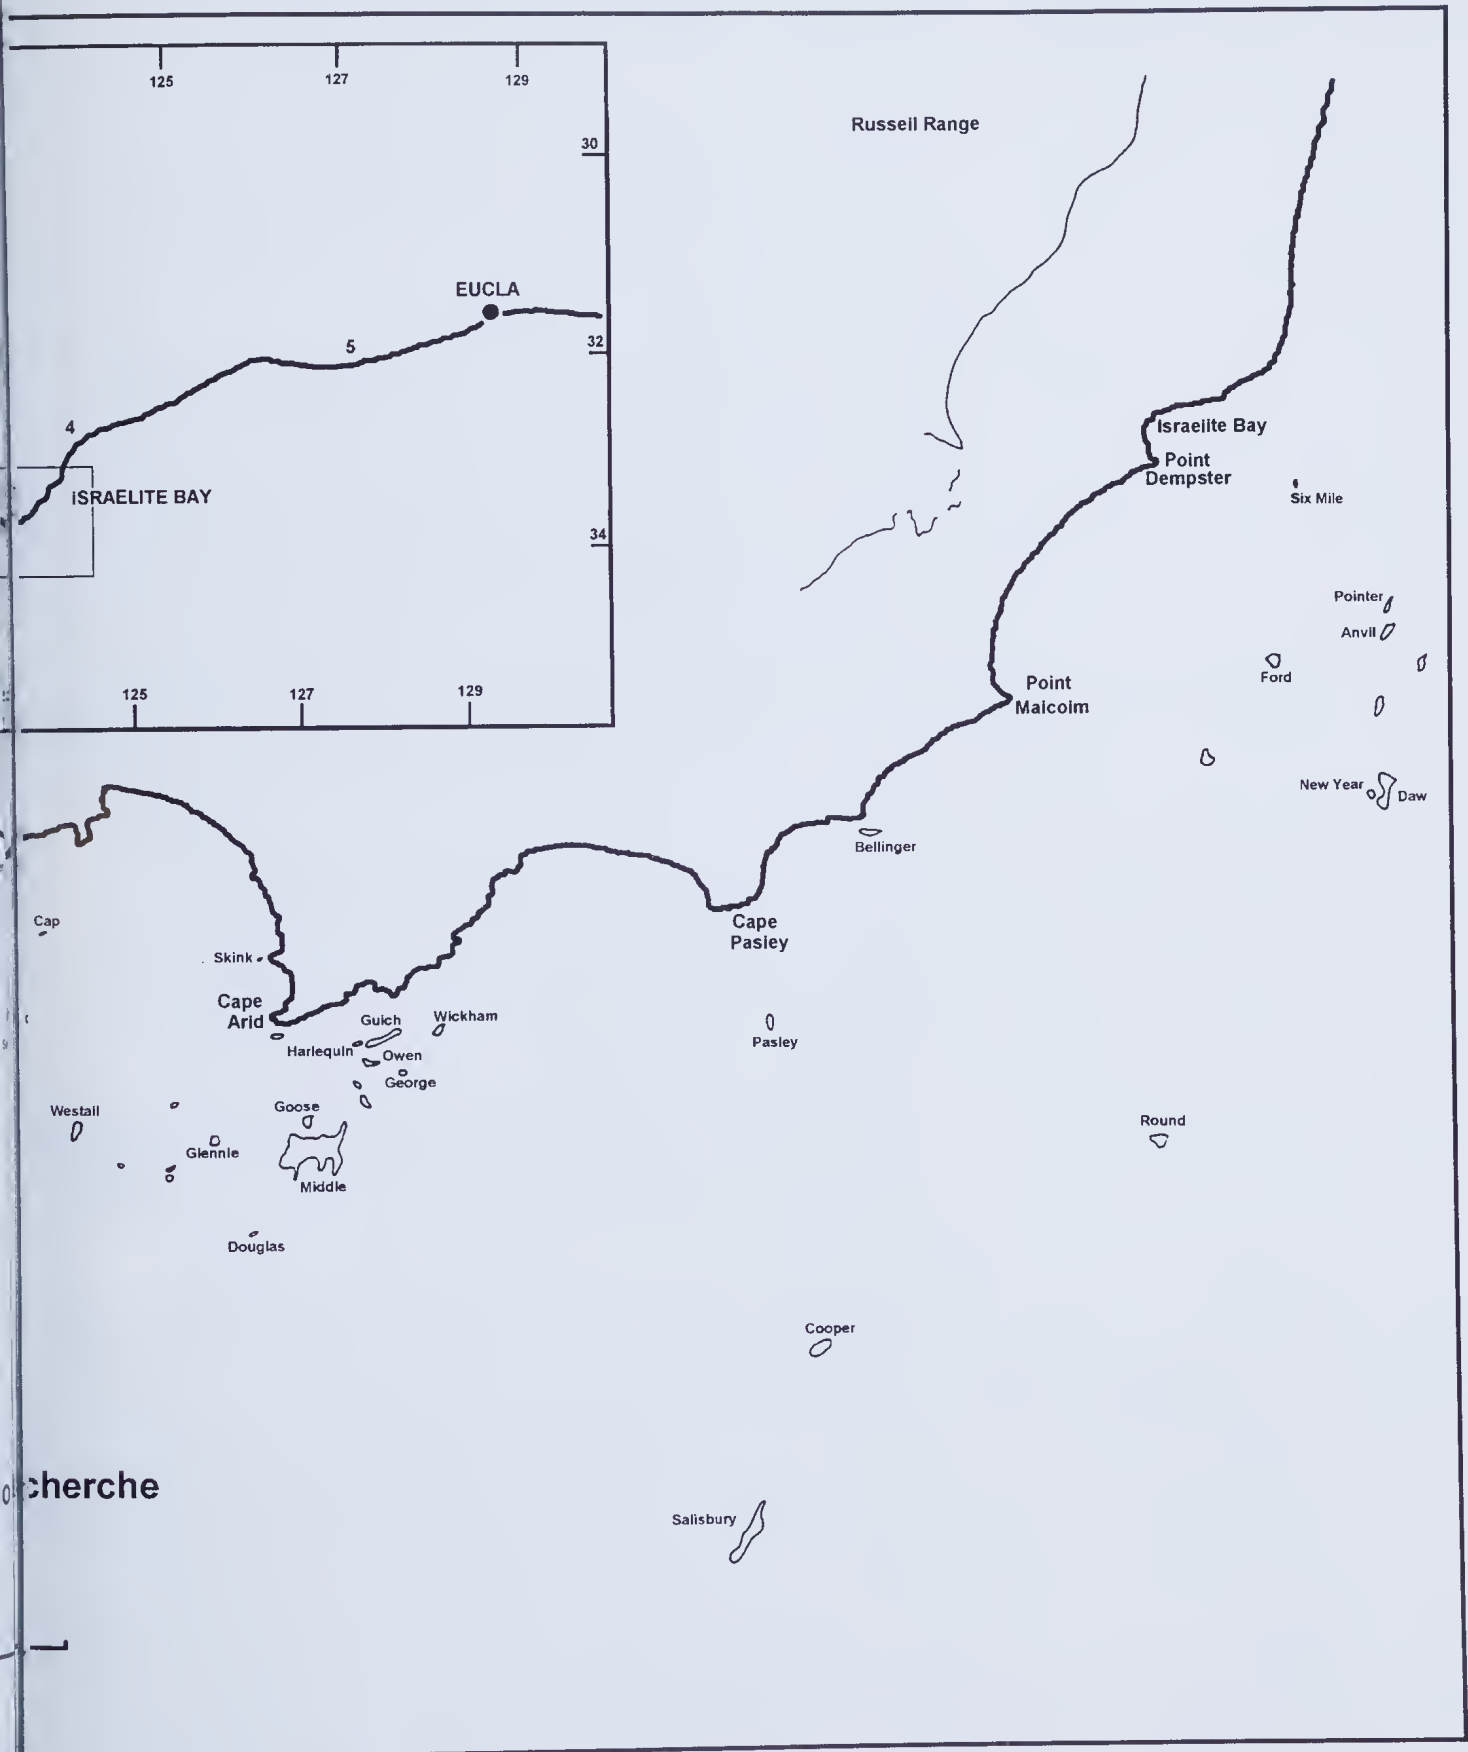 125 127 129
Russell Range
30
EUCLA
32
5
4
Israelite Bay
Point
Dempster
ISRAELITE BAY
Six Mile
34
Pointer
Anvil
Ford
Point
Malcolm
125 127 129
New Year
Daw
Bellinger
Cap
Cape
Pasley
Skink
Cape
Arid
Gulch
Wickham
Harlequin
Owen
Pasley
George
Westall
Goose
Round
Glennie
Middle
Douglas
Cooper
cherche
Salisbury